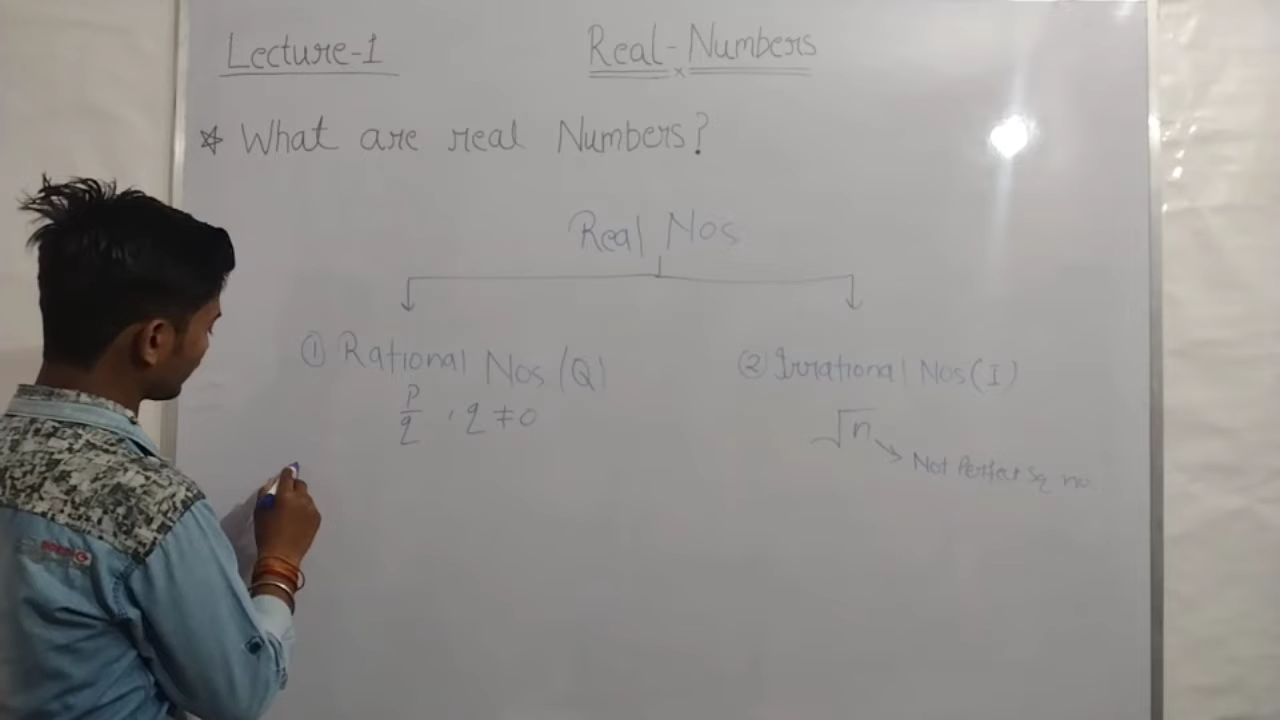 Lecture-1
Real-Numbers
☆ What are real Numbers?
Real Nos
① Rational Nos (Q)
p/q , q ≠ 0
② Irrational Nos (I)
√n
Not Perfect Sq no.